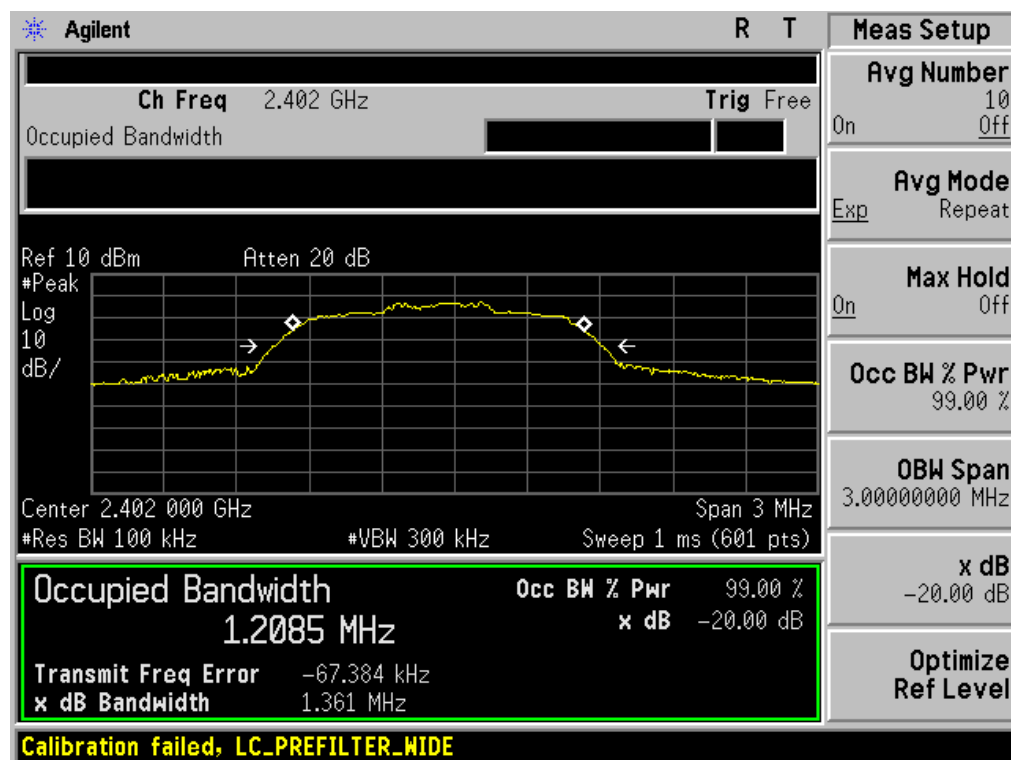 Agilent R T
Ch Freq 2.402 GHz Trig Free
Occupied Bandwidth
Ref 10 dBm Atten 20 dB
#Peak
Log
10
dB/
Center 2.402 000 GHz Span 3 MHz
#Res BW 100 kHz #VBW 300 kHz Sweep 1 ms (601 pts)
Occupied Bandwidth Occ BW % Pwr 99.00 %
1.2085 MHz x dB -20.00 dB
Transmit Freq Error -67.384 kHz
x dB Bandwidth 1.361 MHz
Calibration failed, LC_PREFILTER_WIDE
Meas Setup
Avg Number
10
On Off
Avg Mode
Exp Repeat
Max Hold
On Off
Occ BW % Pwr
99.00 %
OBW Span
3.00000000 MHz
x dB
-20.00 dB
Optimize
Ref Level